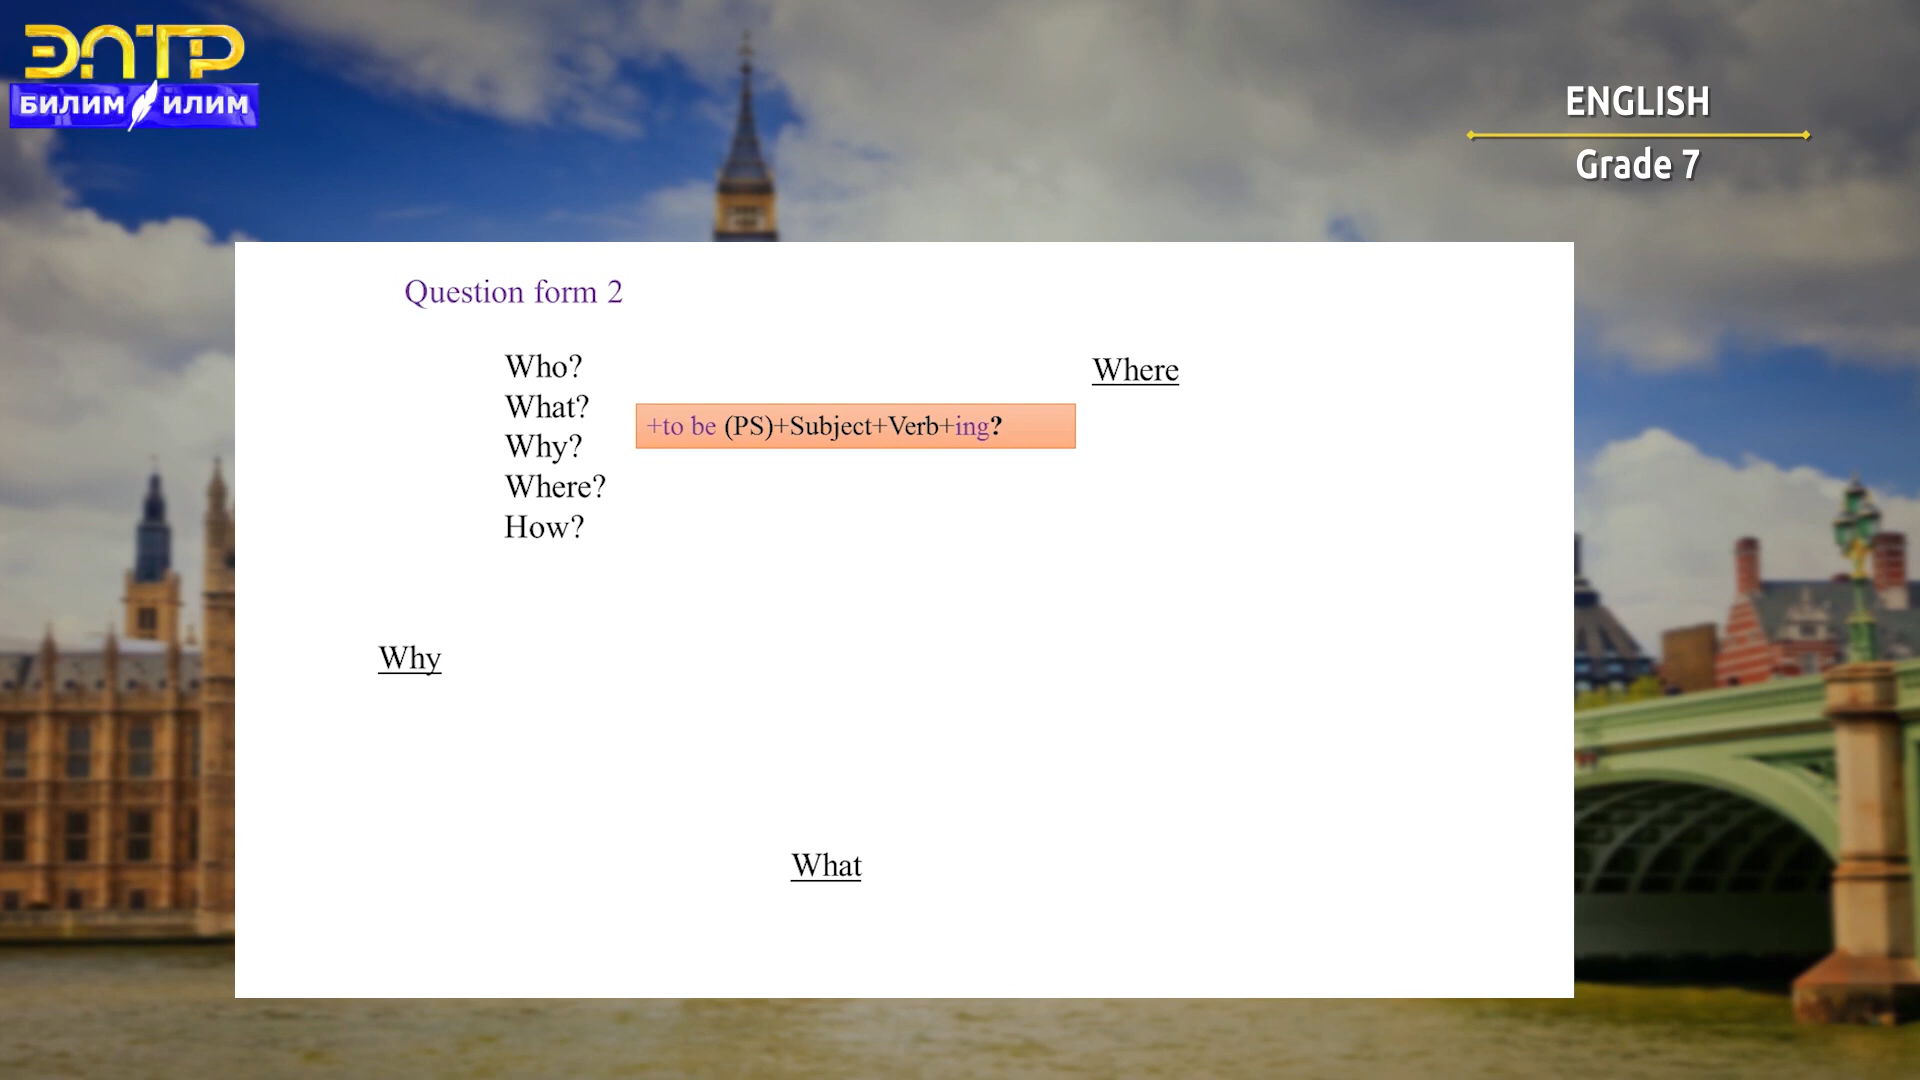 ЭЛТР
БИЛИМ ИЛИМ
ENGLISH
Grade 7
Question form 2
Who?
What?
Why?
Where?
How?
+to be (PS)+Subject+Verb+ing?
Where
Why
What